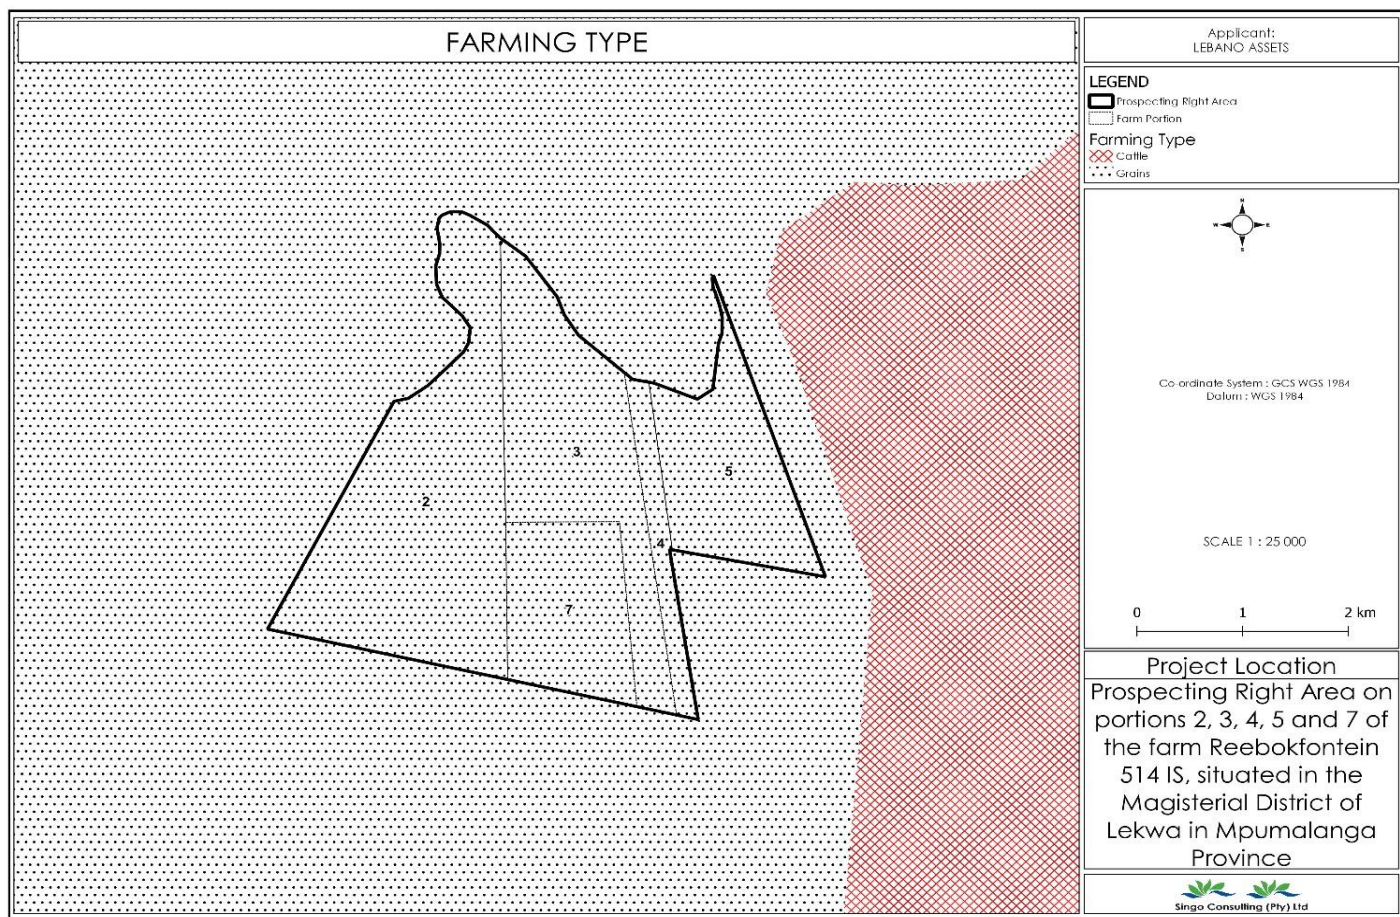 FARMING TYPE
2
3
5
4
7
Applicant:
LEBANO ASSETS
LEGEND
Prospecting Right Area
Farm Portion
Farming Type
Cattle
Grains
N
W
E
S
Co-ordinate System : GCS WGS 1984
Datum : WGS 1984
SCALE 1 : 25 000
0 1 2 km
Project Location
Prospecting Right Area on
portions 2, 3, 4, 5 and 7 of
the farm Reebokfontein
514 IS, situated in the
Magisterial District of
Lekwa in Mpumalanga
Province
Singo Consulting (Pty) Ltd